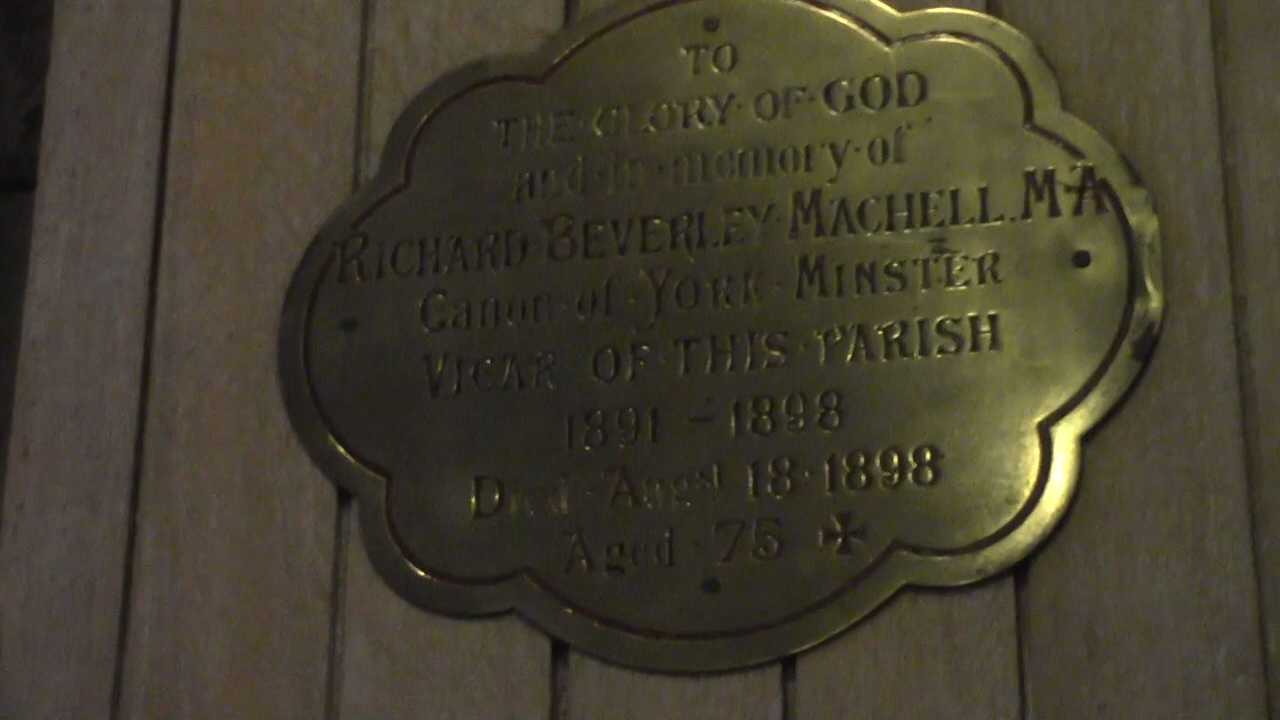 TO
THE·GLORY·OF·GOD
and·in·memory·of
RICHARD·BEVERLEY·MACHELL.M·A
Canon·of·YORK·MINSTER
VICAR OF·THIS·PARISH
1891 - 1898
Died·Augst 18·1898
Aged 75 ✠